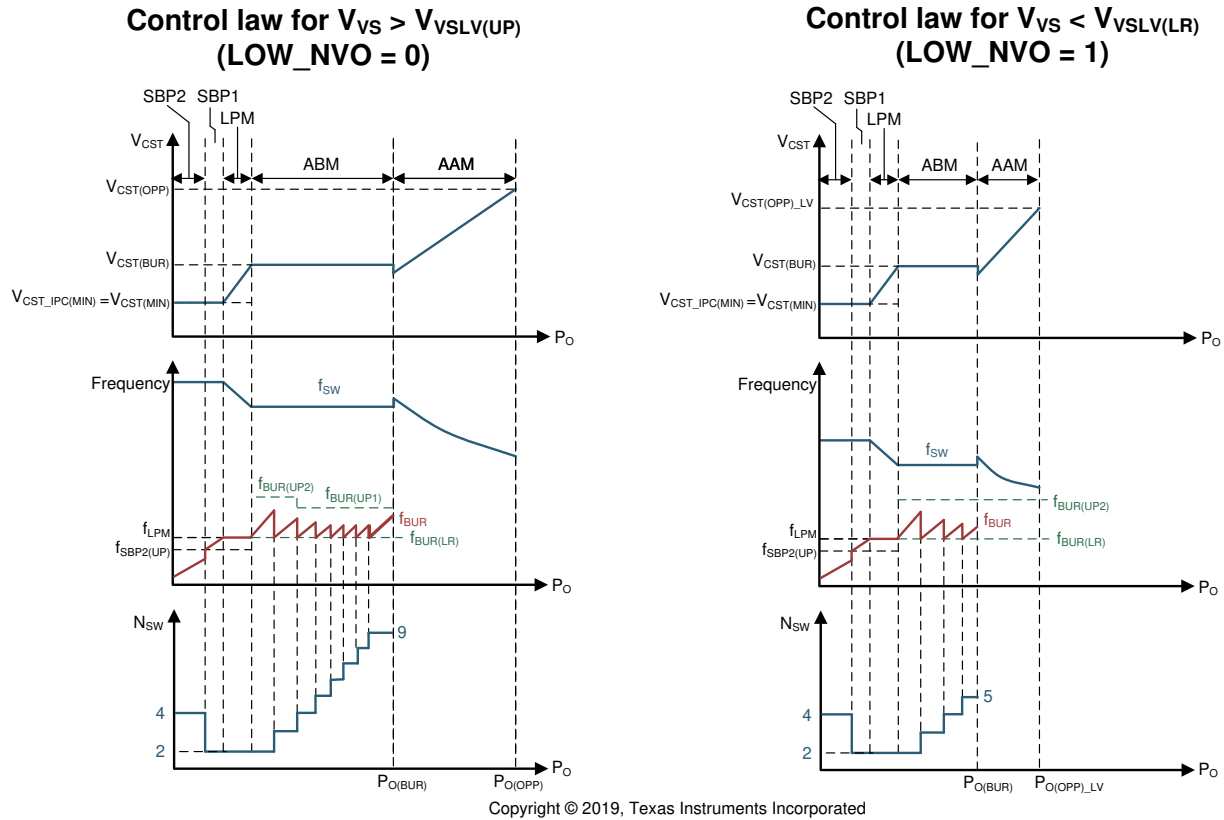 Control law for VVS > VVSLV(UP)
(LOW_NVO = 0)
SBP2
SBP1
LPM
VCST
ABM
AAM
VCST(OPP)
VCST(BUR)
VCST_IPC(MIN) =VCST(MIN)
PO
Frequency
fSW
fBUR(UP2)
fBUR(UP1)
fBUR
fLPM
fBUR(LR)
fSBP2(UP)
PO
NSW
9
4
2
PO
PO(BUR)
PO(OPP)
Control law for VVS < VVSLV(LR)
(LOW_NVO = 1)
SBP2
SBP1
LPM
VCST
ABM
AAM
VCST(OPP)_LV
VCST(BUR)
VCST_IPC(MIN) =VCST(MIN)
PO
Frequency
fSW
fBUR(UP2)
fBUR
fLPM
fBUR(LR)
fSBP2(UP)
PO
NSW
5
4
2
PO
PO(BUR)
PO(OPP)_LV
Copyright © 2019, Texas Instruments Incorporated